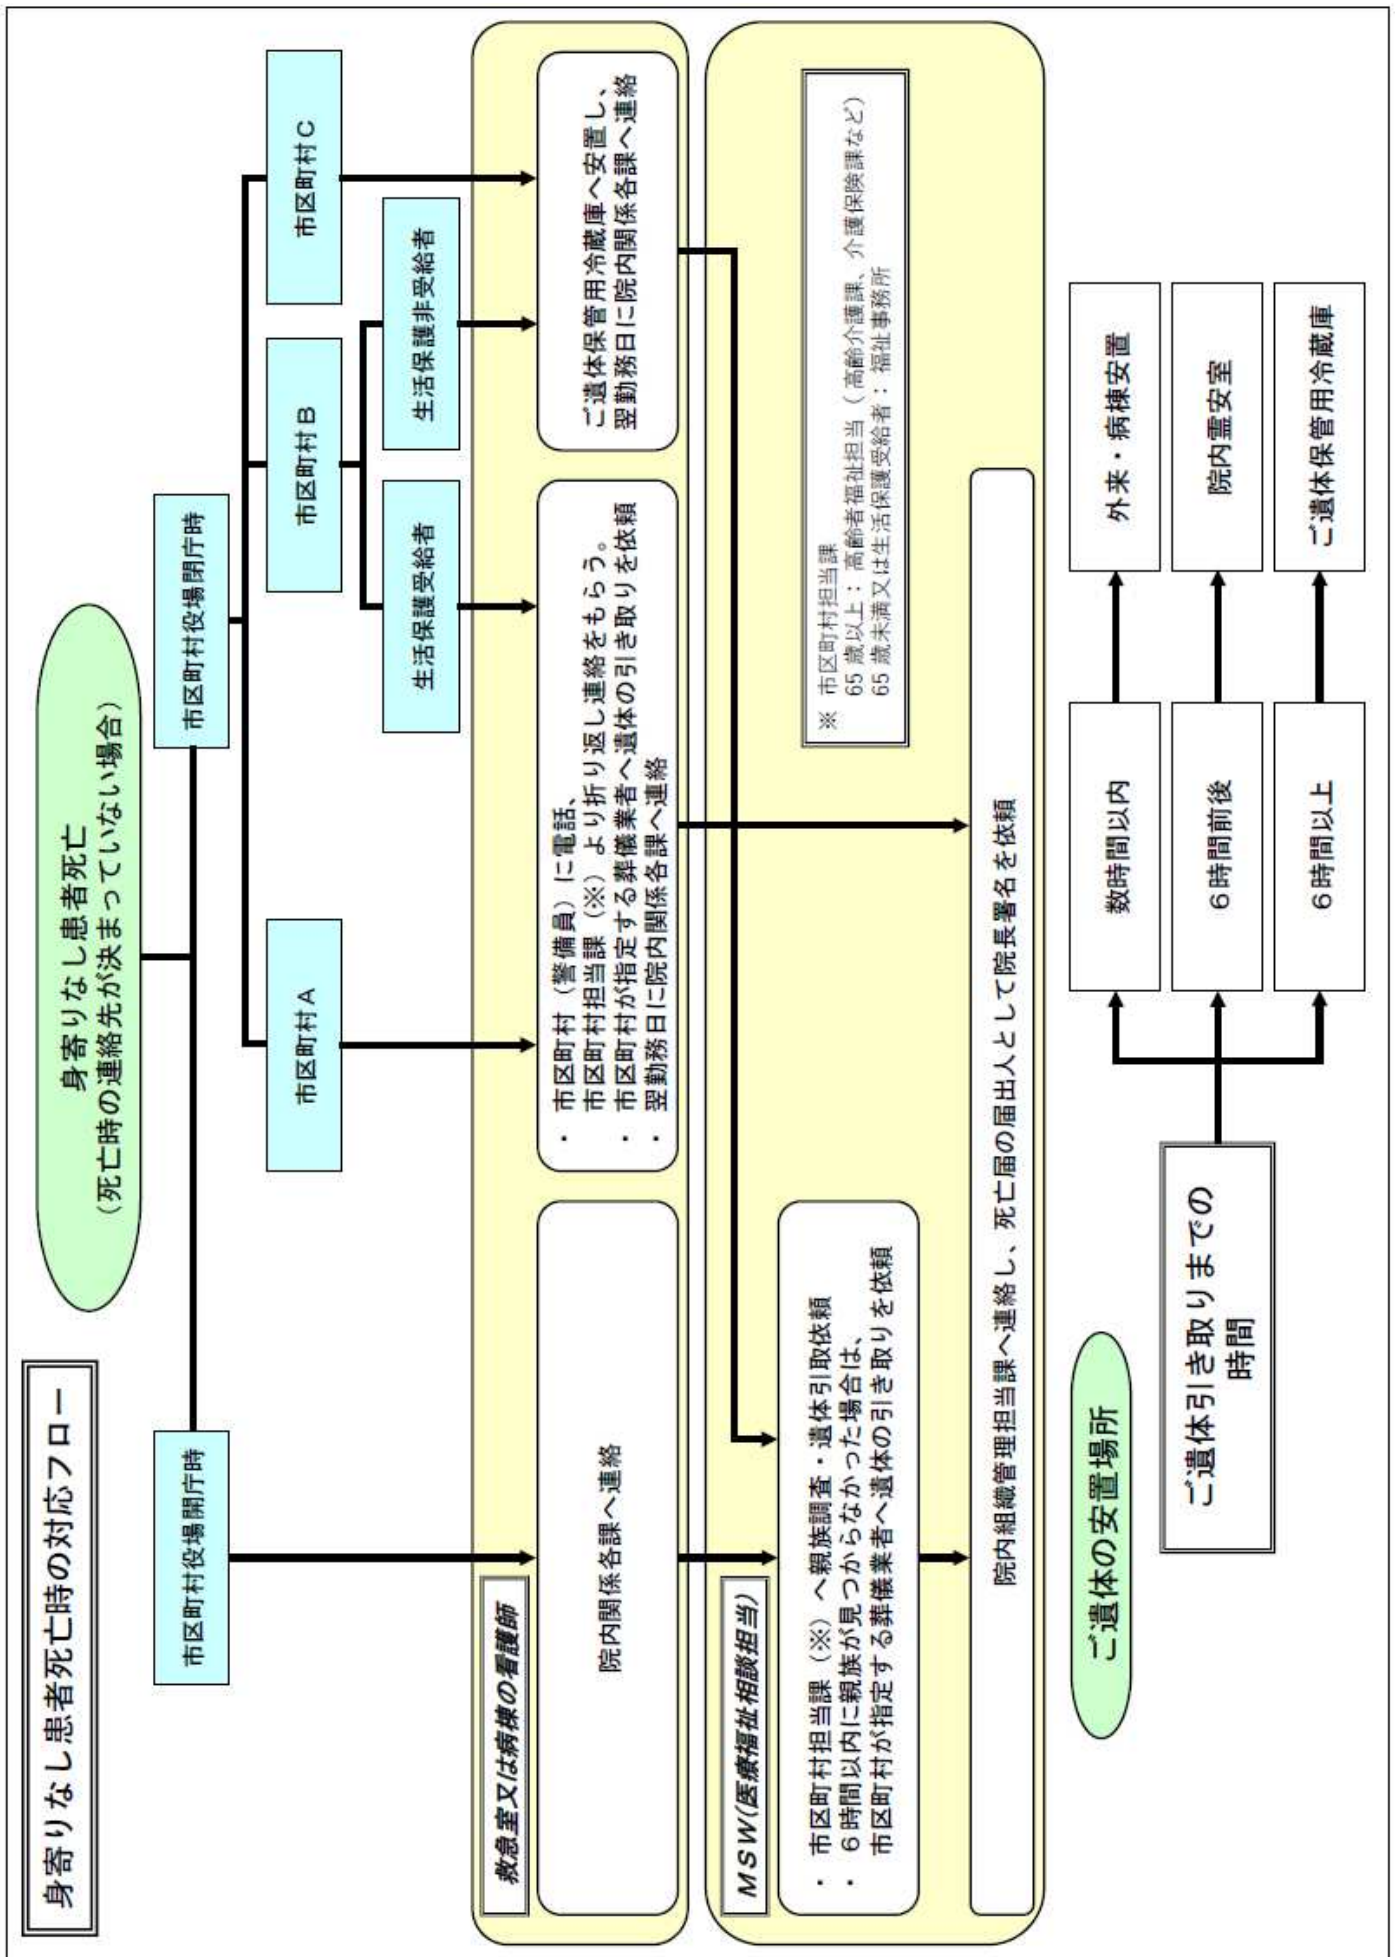 身寄りなし患者死亡時の対応フロー
身寄りなし患者死亡
（死亡時の連絡先が決まっていない場合）
市区町村役場開庁時
市区町村役場閉庁時
市区町村Ａ
市区町村Ｂ
市区町村Ｃ
生活保護受給者
生活保護非受給者
救急室又は病棟の看護師
院内関係各課へ連絡
・ 市区町村（警備員）に電話、
市区町村担当課（※）より折り返し連絡をもらう。
・ 市区町村が指定する葬儀業者へ遺体の引き取りを依頼
・ 翌勤務日に院内関係各課へ連絡
ご遺体保管用冷蔵庫へ安置し、
翌勤務日に院内関係各課へ連絡
ＭＳＷ(医療福祉相談担当)
・ 市区町村担当課（※）へ親族調査・遺体引取依頼
・ ６時間以内に親族が見つからなかった場合は、
市区町村が指定する葬儀業者へ遺体の引き取りを依頼
※ 市区町村担当課
65 歳以上： 高齢者福祉担当（ 高齢介護課、介護保険課など）
65 歳未満又は生活保護受給者： 福祉事務所
院内組織管理担当課へ連絡し、死亡届の届出人として院長署名を依頼
ご遺体の安置場所
ご遺体引き取りまでの
時間
数時間以内
外来・病棟安置
６時間前後
院内霊安室
６時間以上
ご遺体保管用冷蔵庫